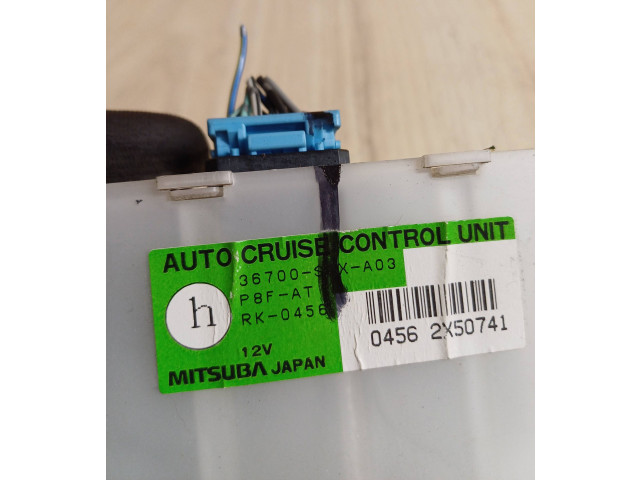 AUTO CRUISE CONTROL UNIT
h
P8F-AT
RK-0456
0456 2X50741
12V
MITSUBA JAPAN